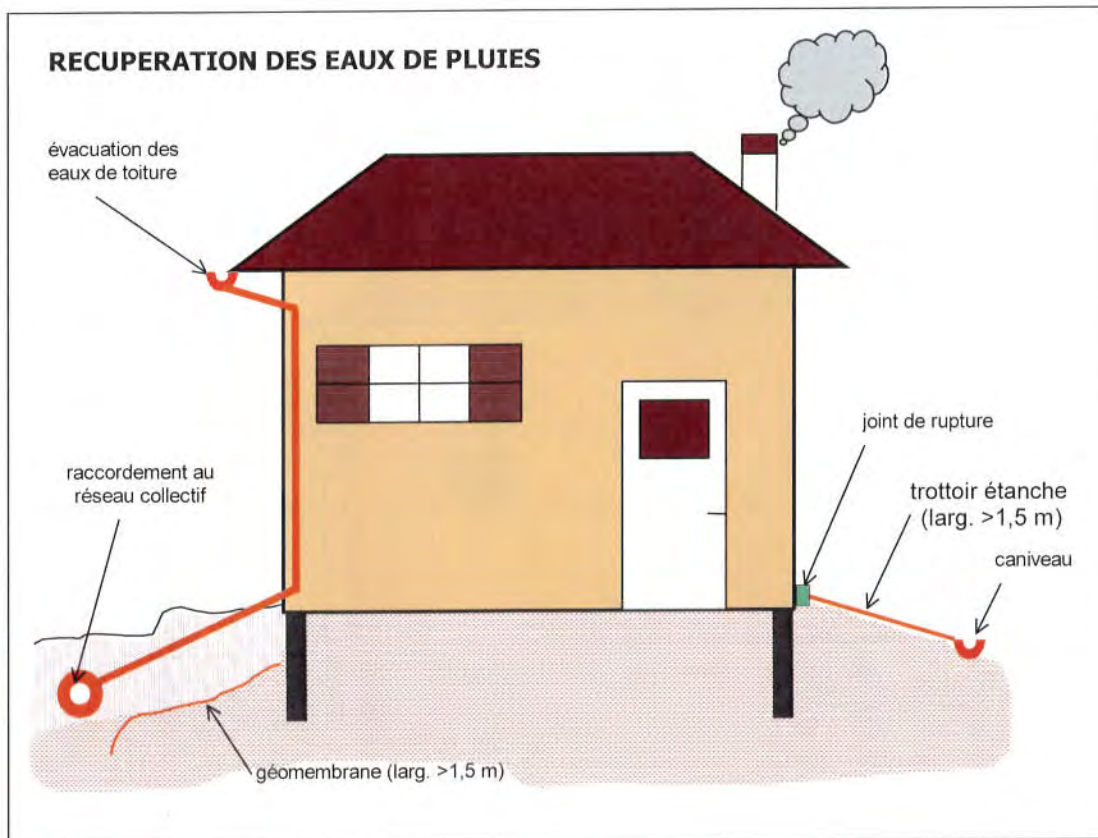 RECUPERATION DES EAUX DE PLUIES
évacuation des
eaux de toiture
joint de rupture
raccordement au
réseau collectif
trottoir étanche
(larg. >1,5 m)
caniveau
géomembrane (larg. >1,5 m)